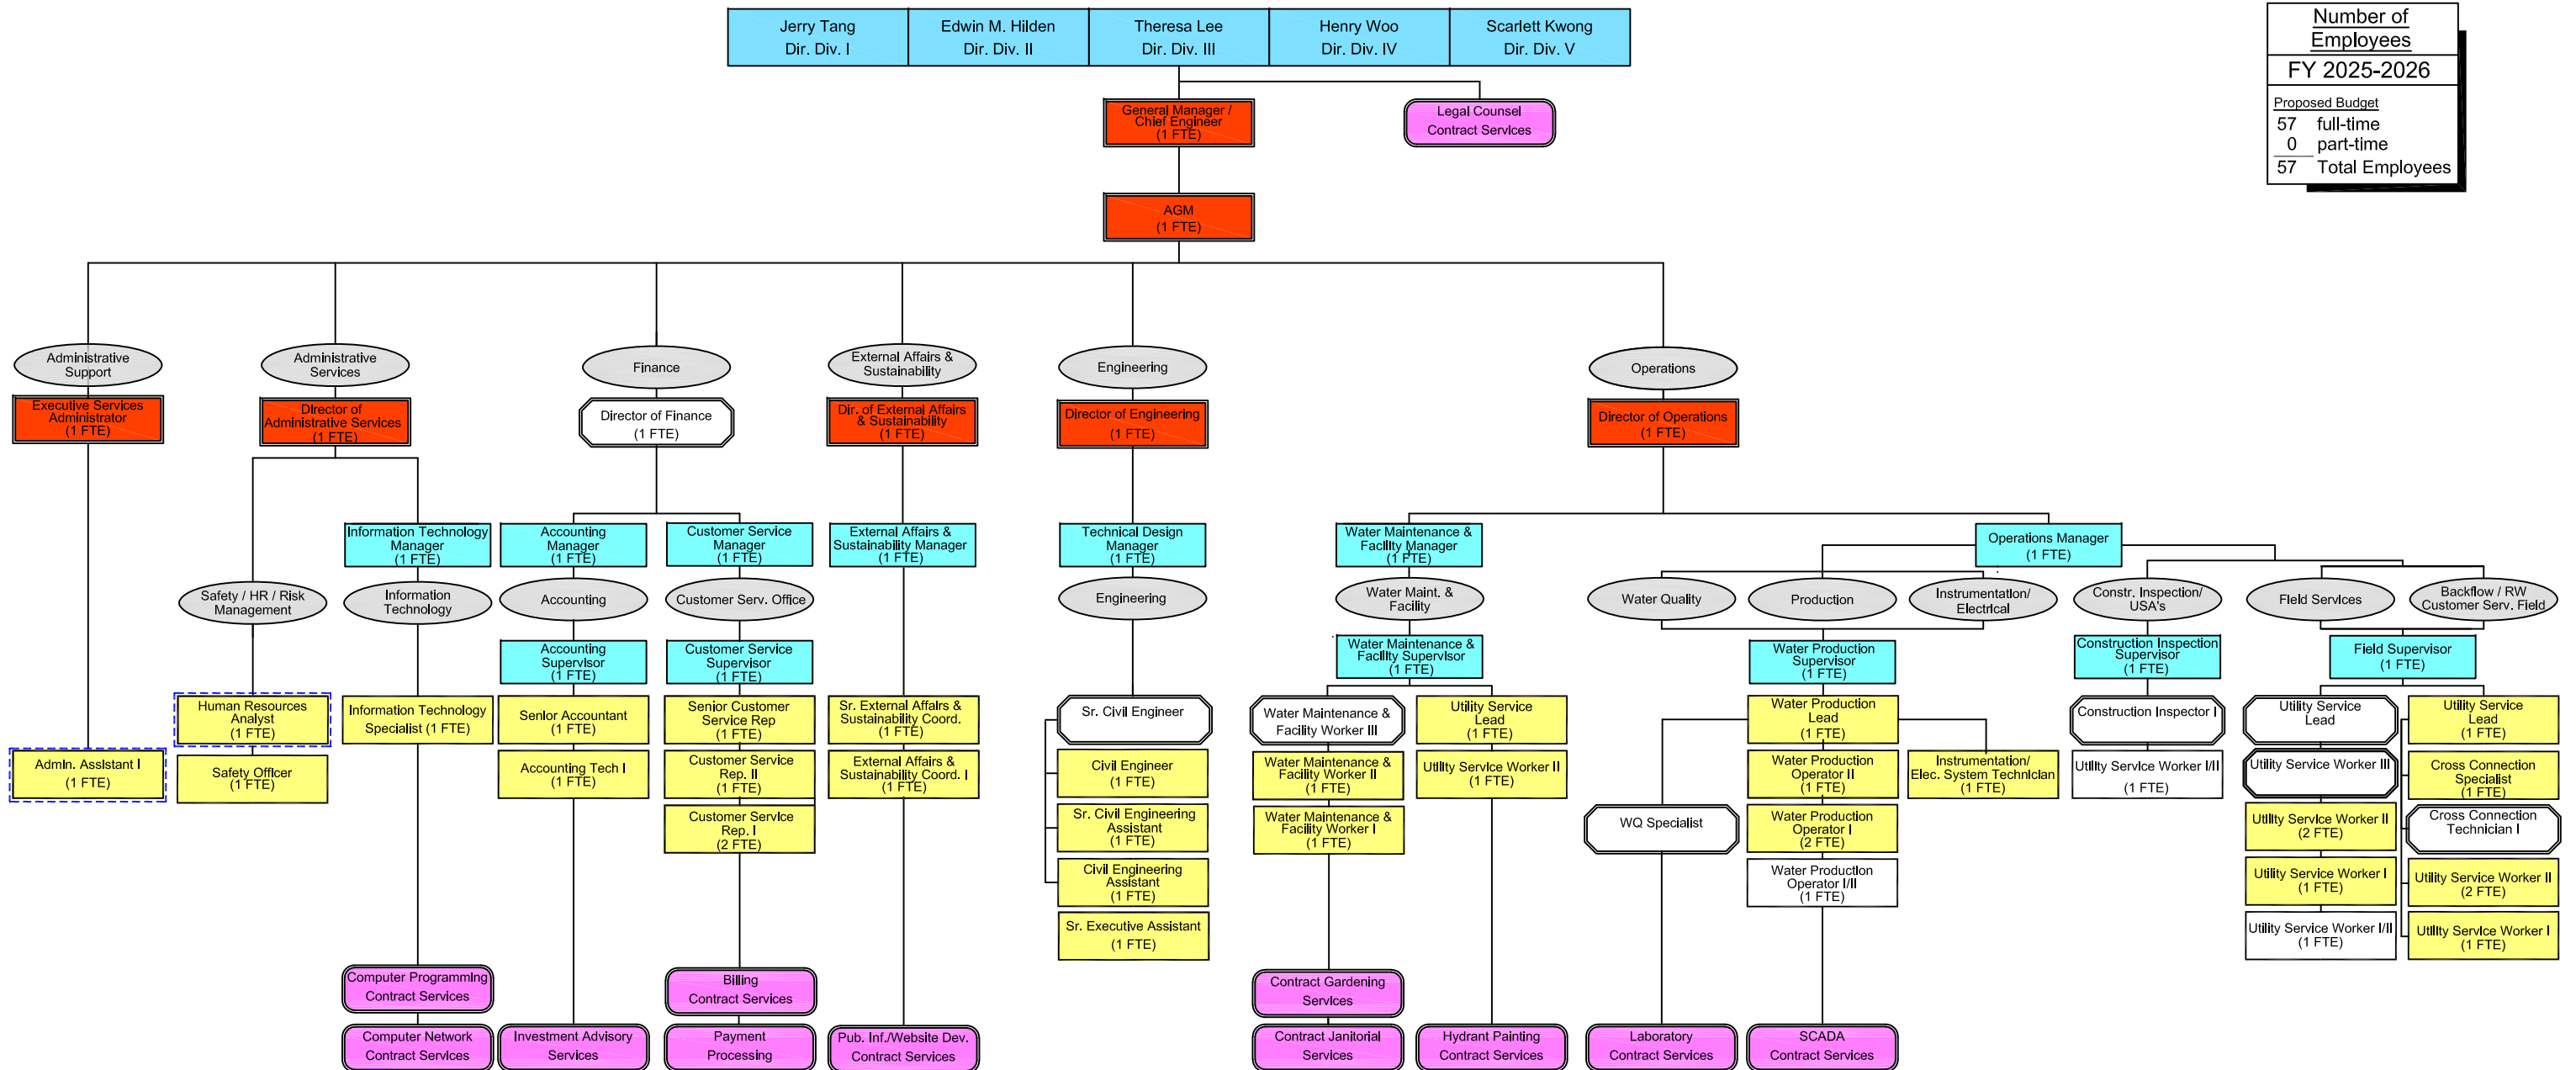 Jerry Tang
Dir. Div. I
Edwin M. Hilden
Dir. Div. II
Theresa Lee
Dir. Div. III
Henry Woo
Dir. Div. IV
Scarlett Kwong
Dir. Div. V
Number of
Employees
FY 2025-2026
Proposed Budget
57 full-time
0 part-time
57 Total Employees
General Manager /
Chief Engineer
(1 FTE)
Legal Counsel
Contract Services
AGM
(1 FTE)
Administrative
Support
Administrative
Services
Finance
External Affairs &
Sustainability
Engineering
Operations
Executive Services
Administrator
(1 FTE)
Director of
Administrative Services
(1 FTE)
Director of Finance
(1 FTE)
Dir. of External Affairs
& Sustainability
(1 FTE)
Director of Engineering
(1 FTE)
Director of Operations
(1 FTE)
Information Technology
Manager
(1 FTE)
Accounting
Manager
(1 FTE)
Customer Service
Manager
(1 FTE)
External Affairs &
Sustainability Manager
(1 FTE)
Technical Design
Manager
(1 FTE)
Water Maintenance &
Facility Manager
(1 FTE)
Operations Manager
(1 FTE)
Safety / HR / Risk
Management
Information
Technology
Accounting
Customer Serv. Office
Engineering
Water Maint. &
Facility
Water Quality
Production
Instrumentation/
Electrical
Constr. Inspection/
USA's
Field Services
Backflow / RW
Customer Serv. Field
Accounting
Supervisor
(1 FTE)
Customer Service
Supervisor
(1 FTE)
Water Maintenance &
Facility Supervisor
(1 FTE)
Water Production
Supervisor
(1 FTE)
Construction Inspection
Supervisor
(1 FTE)
Field Supervisor
(1 FTE)
Human Resources
Analyst
(1 FTE)
Information Technology
Specialist (1 FTE)
Senior Accountant
(1 FTE)
Senior Customer
Service Rep
(1 FTE)
Sr. External Affairs &
Sustainability Coord.
(1 FTE)
Sr. Civil Engineer
Water Maintenance &
Facility Worker III
Utility Service
Lead
(1 FTE)
Water Production
Lead
(1 FTE)
Construction Inspector I
Utility Service
Lead
Utility Service
Lead
(1 FTE)
Admin. Assistant I
(1 FTE)
Safety Officer
(1 FTE)
Accounting Tech I
(1 FTE)
Customer Service
Rep. II
(1 FTE)
External Affairs &
Sustainability Coord. I
(1 FTE)
Civil Engineer
(1 FTE)
Water Maintenance &
Facility Worker II
(1 FTE)
Utility Service Worker II
(1 FTE)
Water Production
Operator II
(1 FTE)
Instrumentation/
Elec. System Technician
(1 FTE)
Utility Service Worker I/II
(1 FTE)
Utility Service Worker III
Cross Connection
Specialist
(1 FTE)
Customer Service
Rep. I
(2 FTE)
Sr. Civil Engineering
Assistant
(1 FTE)
Water Maintenance &
Facility Worker I
(1 FTE)
WQ Specialist
Water Production
Operator I
(2 FTE)
Utility Service Worker II
(2 FTE)
Cross Connection
Technician I
Civil Engineering
Assistant
(1 FTE)
Water Production
Operator I/II
(1 FTE)
Utility Service Worker I
(1 FTE)
Utility Service Worker II
(2 FTE)
Sr. Executive Assistant
(1 FTE)
Utility Service Worker I/II
(1 FTE)
Utility Service Worker I
(1 FTE)
Computer Programming
Contract Services
Billing
Contract Services
Contract Gardening
Services
Computer Network
Contract Services
Investment Advisory
Services
Payment
Processing
Pub. Inf./Website Dev.
Contract Services
Contract Janitorial
Services
Hydrant Painting
Contract Services
Laboratory
Contract Services
SCADA
Contract Services